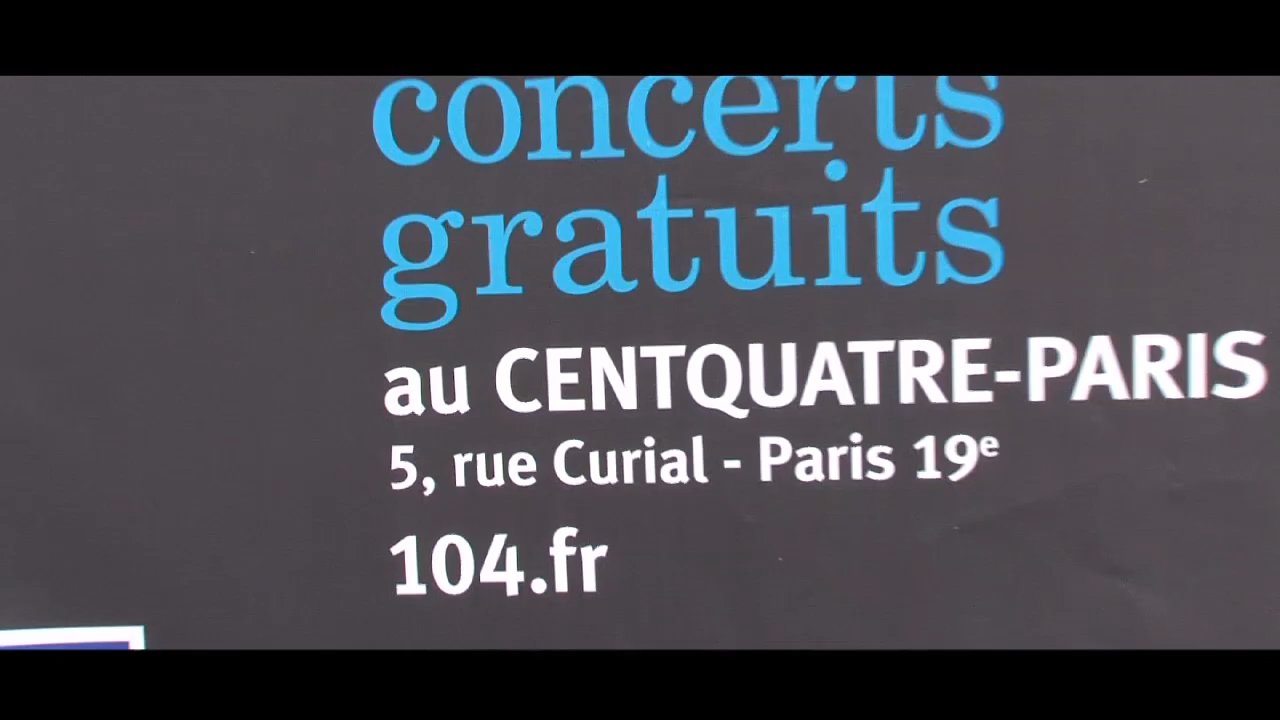 concerts
gratuits
au CENTQUATRE-PARIS
5, rue Curial - Paris 19e
104.fr